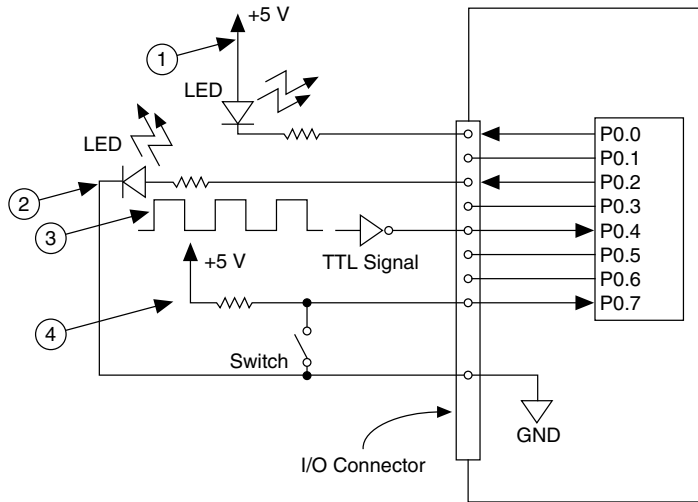 +5 V
1
LED
LED
P0.0
P0.1
P0.2
2
P0.3
3
P0.4
TTL Signal
+5 V
P0.5
P0.6
P0.7
4
Switch
GND
I/O Connector